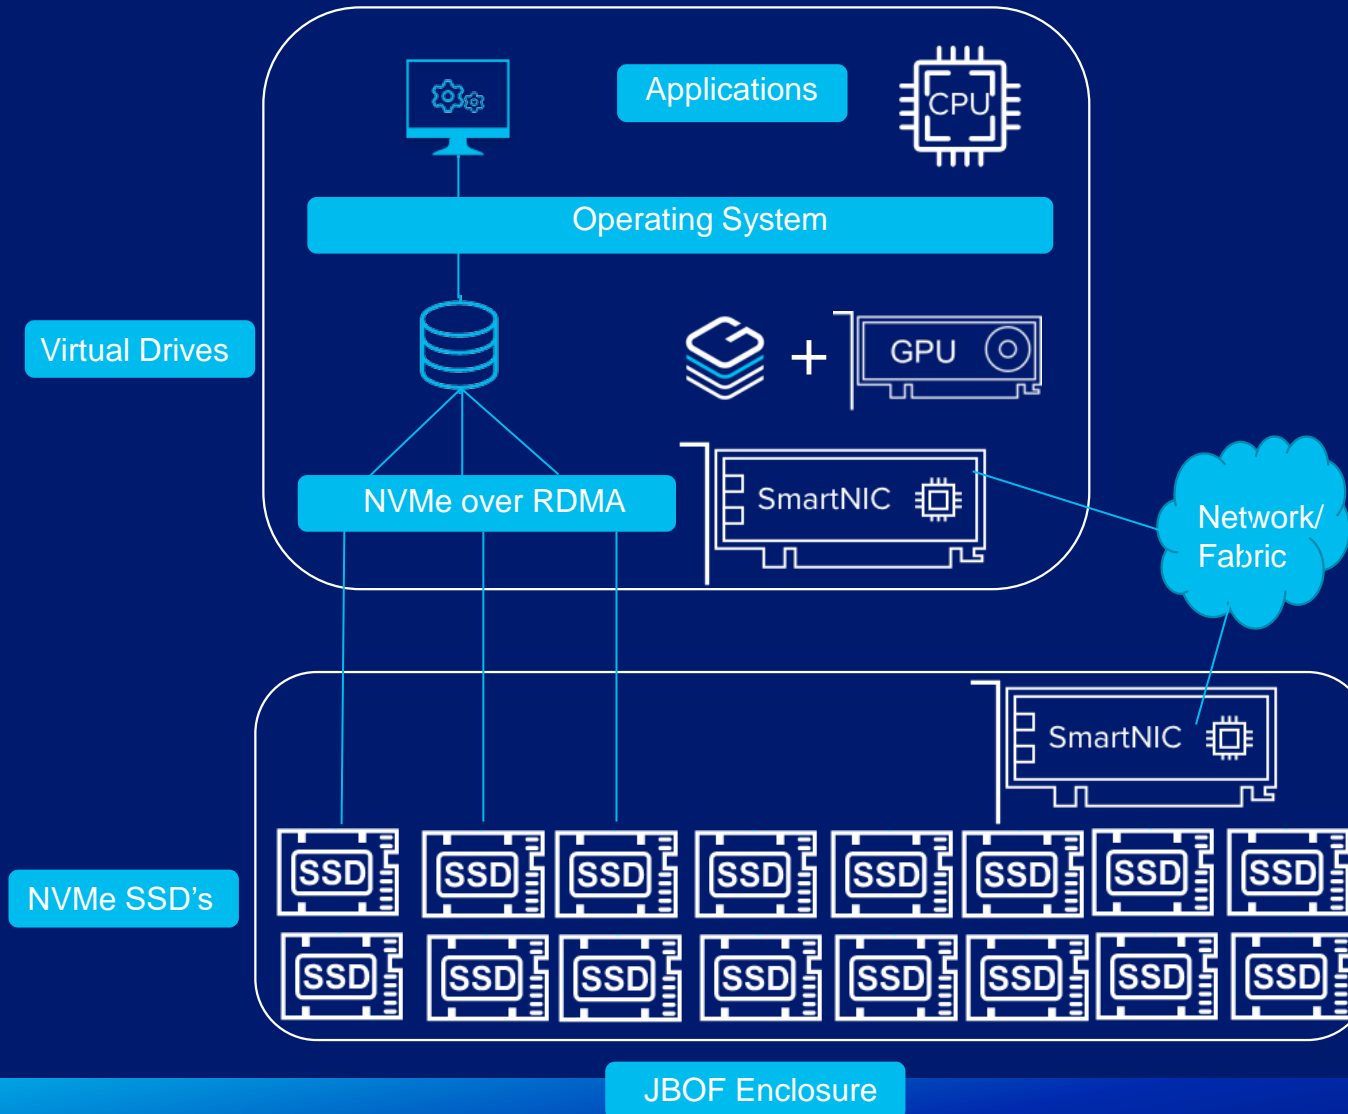 Applications
CPU
Operating System
Virtual Drives
GPU
NVMe over RDMA
SmartNIC
Network/
Fabric
SmartNIC
SSD SSD SSD SSD SSD SSD SSD SSD
NVMe SSD's
SSD SSD SSD SSD SSD SSD SSD SSD
JBOF Enclosure